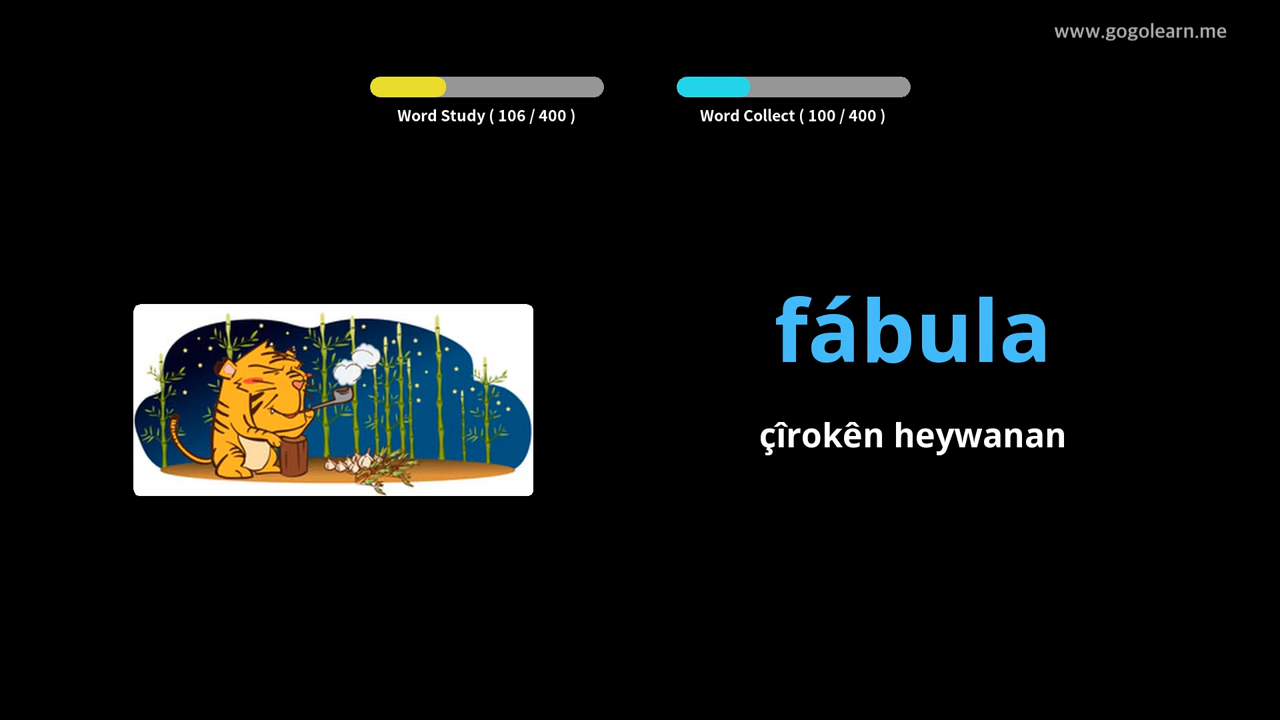 www.gogolearn.me
Word Study ( 106 / 400 )
Word Collect ( 100 / 400 )
fábula
çîrokên heywanan